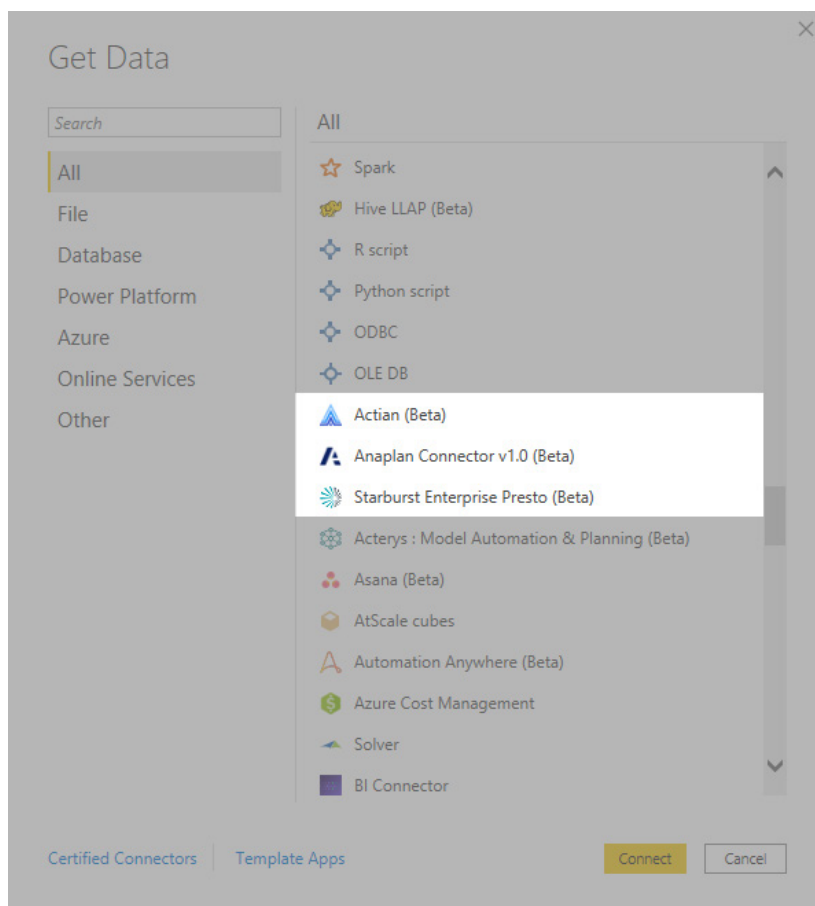 Get Data
Search
All
File
Database
Power Platform
Azure
Online Services
Other
All
Spark
Hive LLAP (Beta)
R script
Python script
ODBC
OLE DB
Actian (Beta)
Anaplan Connector v1.0 (Beta)
Starburst Enterprise Presto (Beta)
Acterys : Model Automation & Planning (Beta)
Asana (Beta)
AtScale cubes
Automation Anywhere (Beta)
Azure Cost Management
Solver
BI Connector
Certified Connectors Template Apps Connect Cancel